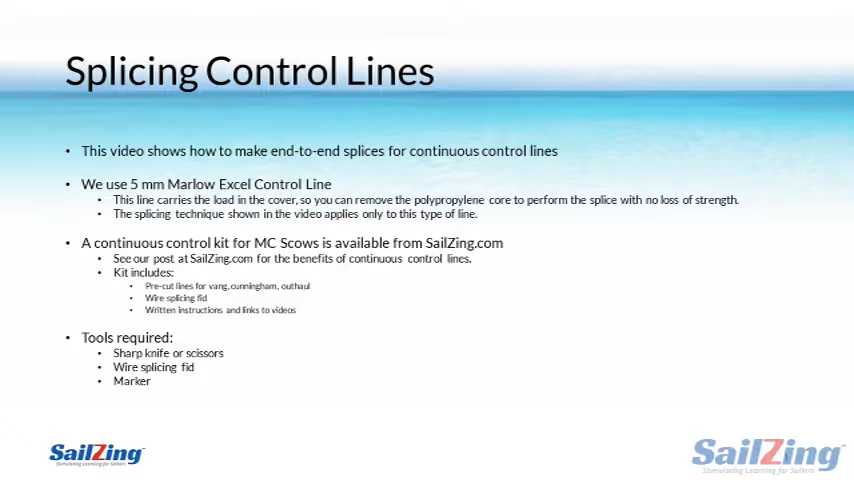 Splicing Control Lines
• This video shows how to make end-to-end splices for continuous control lines
• We use 5 mm Marlow Excel Control Line
• This line carries the load in the cover, so you can remove the polypropylene core to perform the splice with no loss of strength.
• The splicing technique shown in the video applies only to this type of line.
• A continuous control kit for MC Scows is available from SailZing.com
• See our post at SailZing.com for the benefits of continuous control lines.
• Kit includes:
• Pre-cut lines for vang, cunningham, outhaul
• Wire splicing fid
• Written instructions and links to videos
• Tools required:
• Sharp knife or scissors
• Wire splicing fid
• Marker
SailZing™
Stimulating Learning for Sailors
SailZing™
Stimulating Learning for Sailors